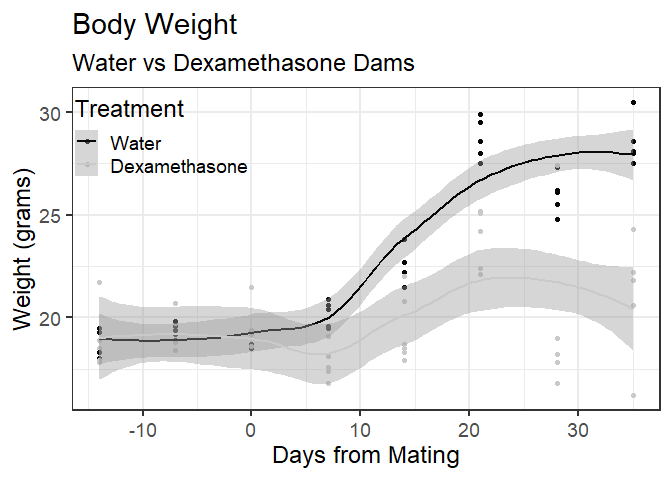 Body Weight
Water vs Dexamethasone Dams
Treatment
Water
Dexamethasone
Weight (grams)
30
25
20
-10 0 10 20 30
Days from Mating